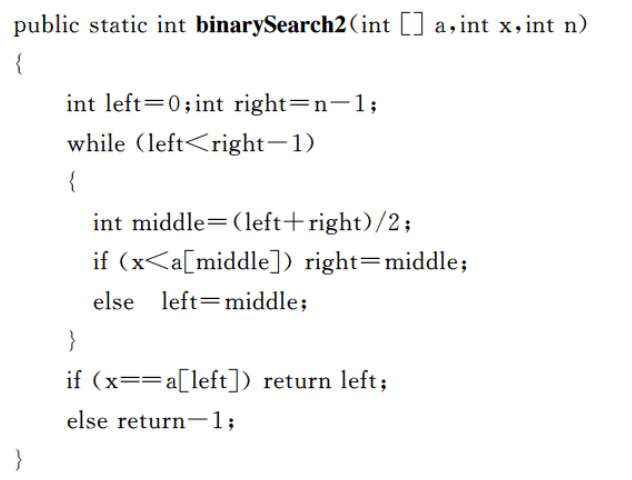 public static int binarySearch2(int [] a,int x,int n)
{
int left=0;int right=n-1;
while (left<right-1)
{
int middle=(left+right)/2;
if (x<a[middle]) right=middle;
else left=middle;
}
if (x==a[left]) return left;
else return-1;
}